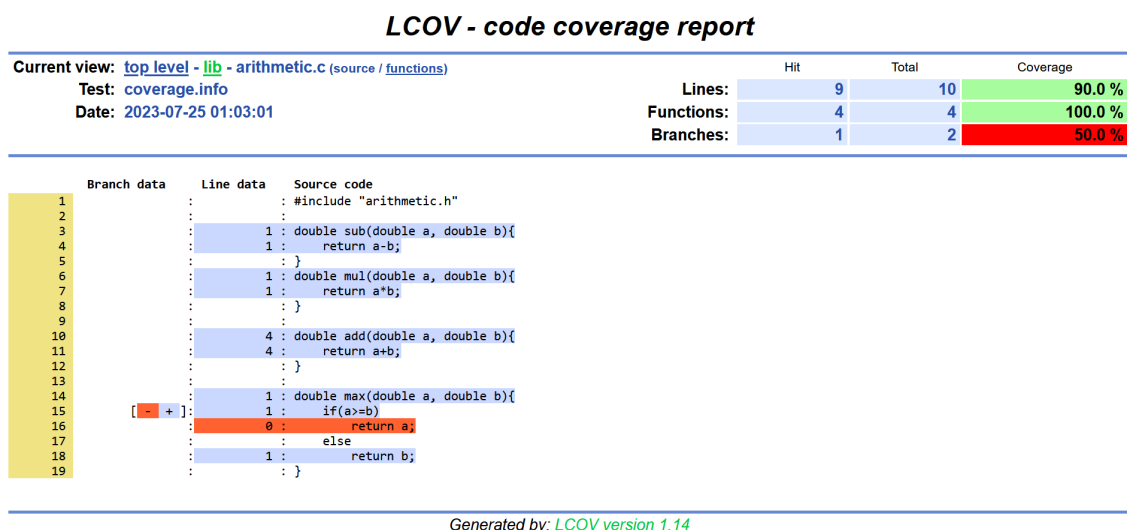 LCOV - code coverage report
Current view: top level - lib - arithmetic.c (source / functions)
Hit Total Coverage
Test: coverage.info
Lines: 9 10 90.0 %
Date: 2023-07-25 01:03:01
Functions: 4 4 100.0 %
Branches: 1 2 50.0 %
Branch data Line data Source code
1 : : #include "arithmetic.h"
2 : :
3 : 1 : double sub(double a, double b){
4 : 1 : return a-b;
5 : : }
6 : 1 : double mul(double a, double b){
7 : 1 : return a*b;
8 : : }
9 : :
10 : 4 : double add(double a, double b){
11 : 4 : return a+b;
12 : : }
13 : :
14 : 1 : double max(double a, double b){
15 [ - + ]: 1 : if(a>=b)
16 : 0 : return a;
17 : : else
18 : 1 : return b;
19 : : }
Generated by: LCOV version 1.14